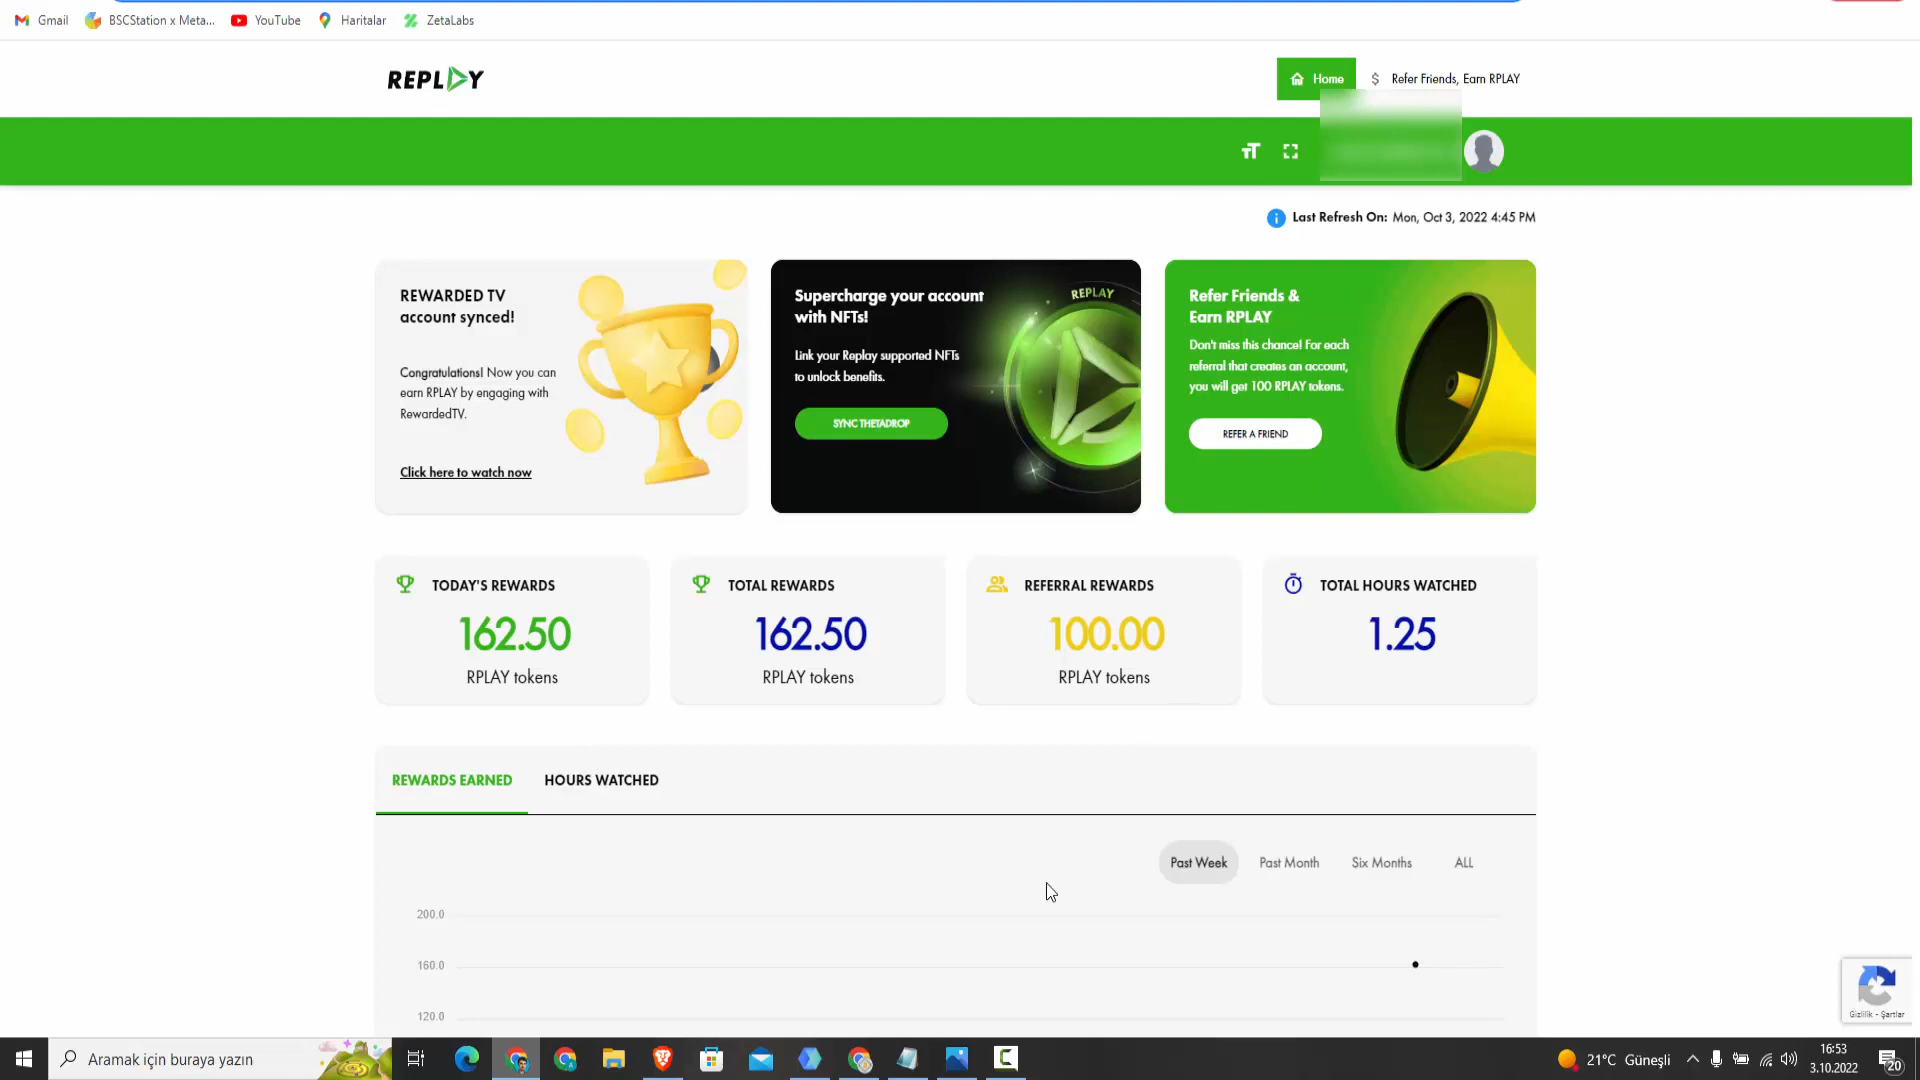 Gmail
BSCStation x Meta...
YouTube
Haritalar
ZetaLabs
REPLAY
Home
$ Refer Friends, Earn RPLAY
Last Refresh On: Mon, Oct 3, 2022 4:45 PM
REWARDED TV
account synced!
Congratulations! Now you can
earn RPLAY by engaging with
RewardedTV.
Click here to watch now
Supercharge your account
with NFTs!
Link your Replay supported NFTs
to unlock benefits.
SYNC THETADROP
REPLAY
Refer Friends &
Earn RPLAY
Don't miss this chance! For each
referral that creates an account,
you will get 100 RPLAY tokens.
REFER A FRIEND
TODAY'S REWARDS
162.50
RPLAY tokens
TOTAL REWARDS
162.50
RPLAY tokens
REFERRAL REWARDS
100.00
RPLAY tokens
TOTAL HOURS WATCHED
1.25
REWARDS EARNED
HOURS WATCHED
Past Week
Past Month
Six Months
ALL
200.0
160.0
120.0
Gizlilik - Şartlar
Aramak için buraya yazın
21°C Güneşli
16:53
3.10.2022
20